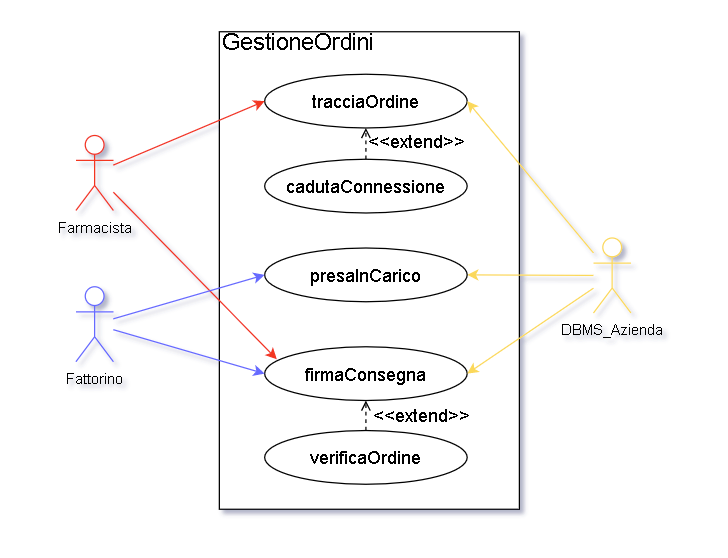 GestioneOrdini
tracciaOrdine
<<extend>>
cadutaConnessione
Farmacista
presaInCarico
DBMS_Azienda
Fattorino
firmaConsegna
<<extend>>
verificaOrdine